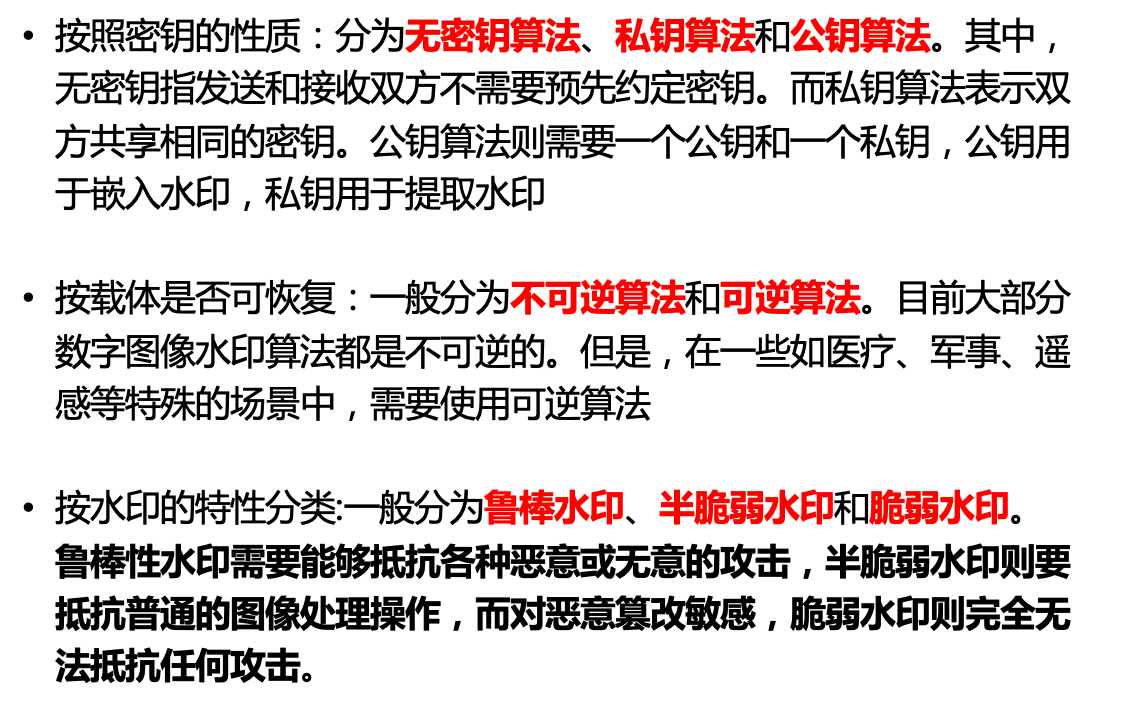 • 按照密钥的性质：分为无密钥算法、私钥算法和公钥算法。其中，
无密钥指发送和接收双方不需要预先约定密钥。而私钥算法表示双
方共享相同的密钥。公钥算法则需要一个公钥和一个私钥，公钥用
于嵌入水印，私钥用于提取水印
• 按载体是否可恢复：一般分为不可逆算法和可逆算法。目前大部分
数字图像水印算法都是不可逆的。但是，在一些如医疗、军事、遥
感等特殊的场景中，需要使用可逆算法
• 按水印的特性分类:一般分为鲁棒水印、半脆弱水印和脆弱水印。
鲁棒性水印需要能够抵抗各种恶意或无意的攻击，半脆弱水印则要
抵抗普通的图像处理操作，而对恶意篡改敏感，脆弱水印则完全无
法抵抗任何攻击。